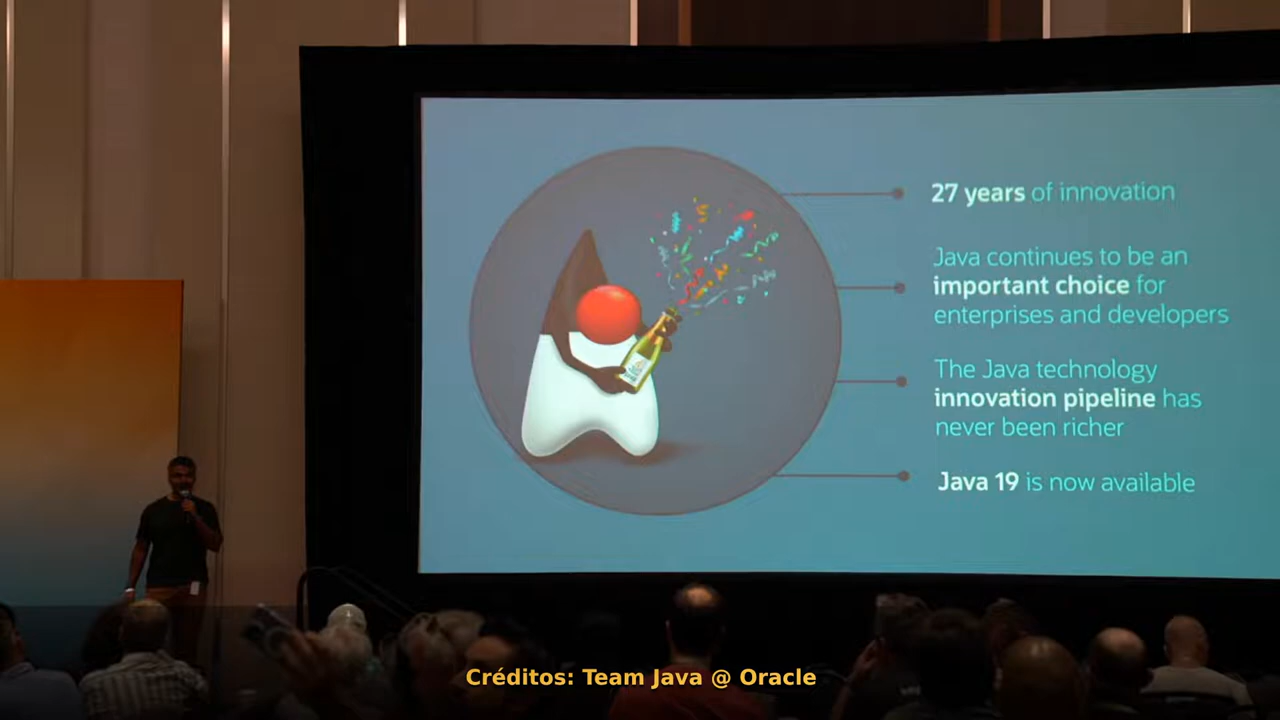 27 years of innovation
Java continues to be an
important choice for
enterprises and developers
The Java technology
innovation pipeline has
never been richer
Java 19 is now available
Créditos: Team Java @ Oracle